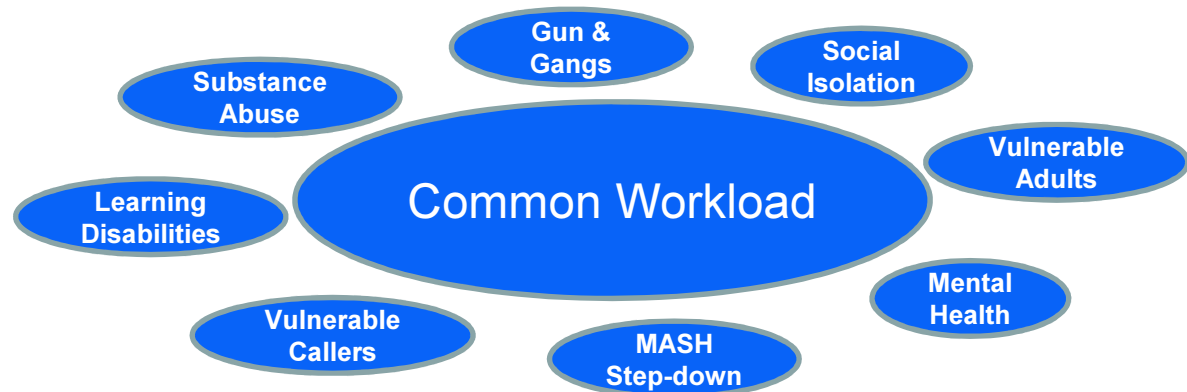 Gun &
Gangs
Social
Isolation
Substance
Abuse
Vulnerable
Adults
Common Workload
Learning
Disabilities
Mental
Health
Vulnerable
Callers
MASH
Step-down